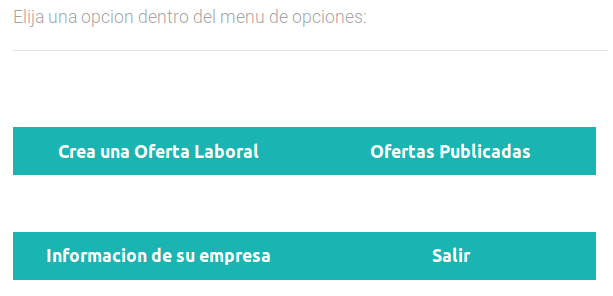 Elija una opcion dentro del menu de opciones:
Crea una Oferta Laboral
Ofertas Publicadas
Informacion de su empresa
Salir